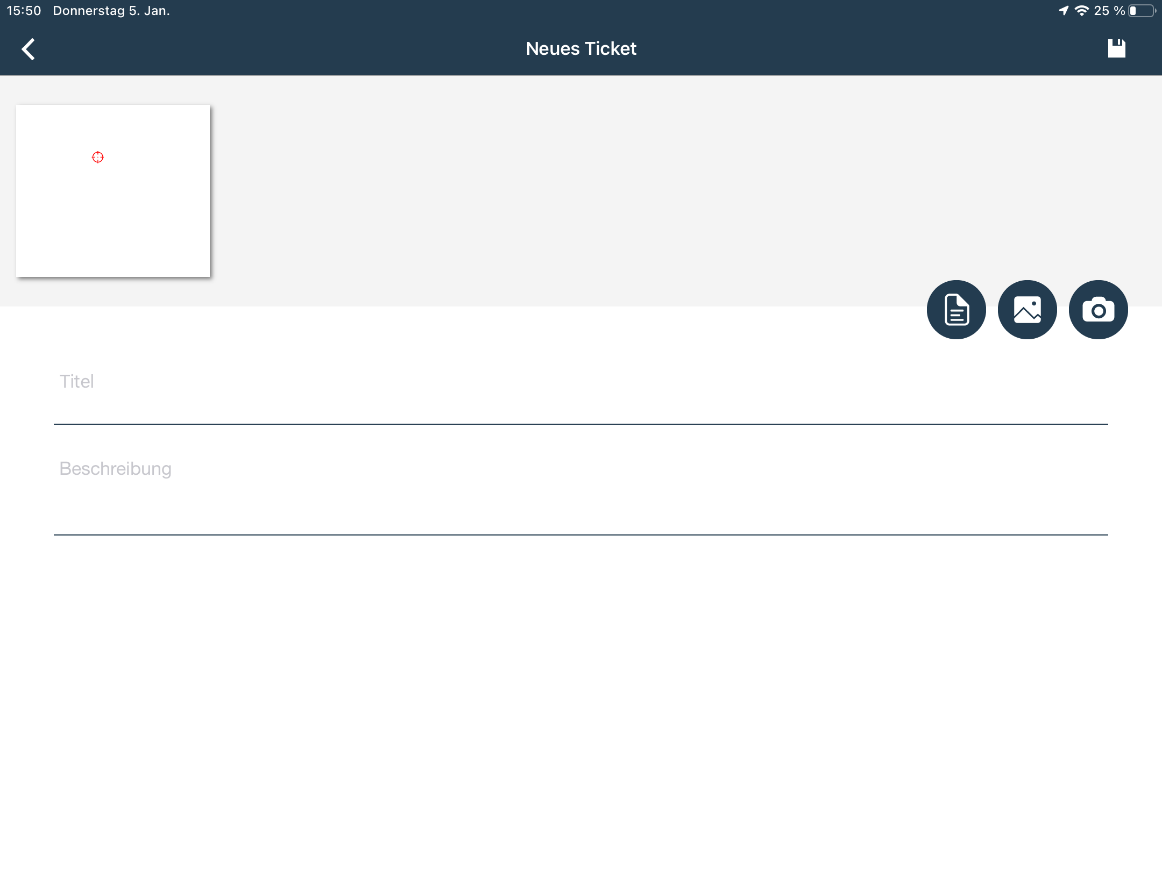 15:50 Donnerstag 5. Jan. 25 %
Neues Ticket
Titel
Beschreibung